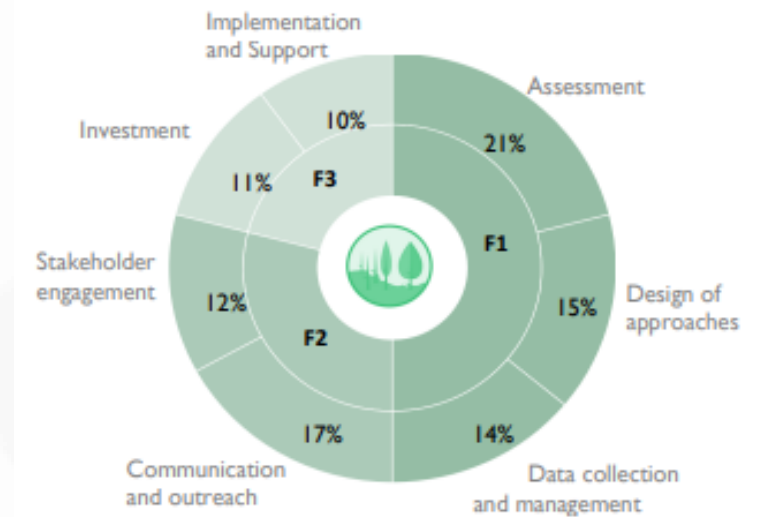 Implementation
and Support
Assessment
10%
21%
Investment
11%
F3
F1
Stakeholder
engagement
12%
15%
Design of
approaches
F2
17%
14%
Communication
and outreach
Data collection
and management